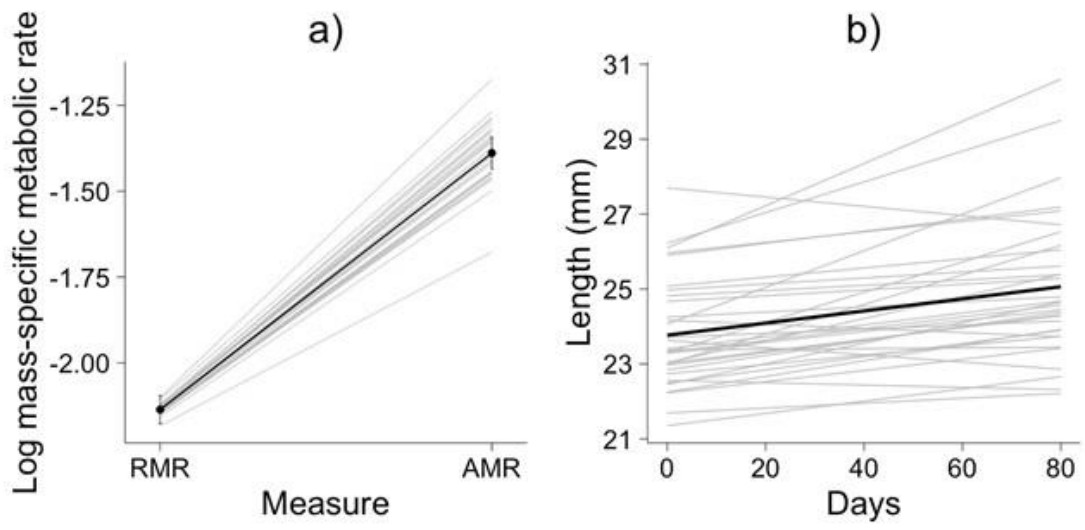 a)
Log mass-specific metabolic rate
-1.25
-1.50
-1.75
-2.00
RMR
AMR
Measure
b)
Length (mm)
31
29
27
25
23
21
0
20
40
60
80
Days